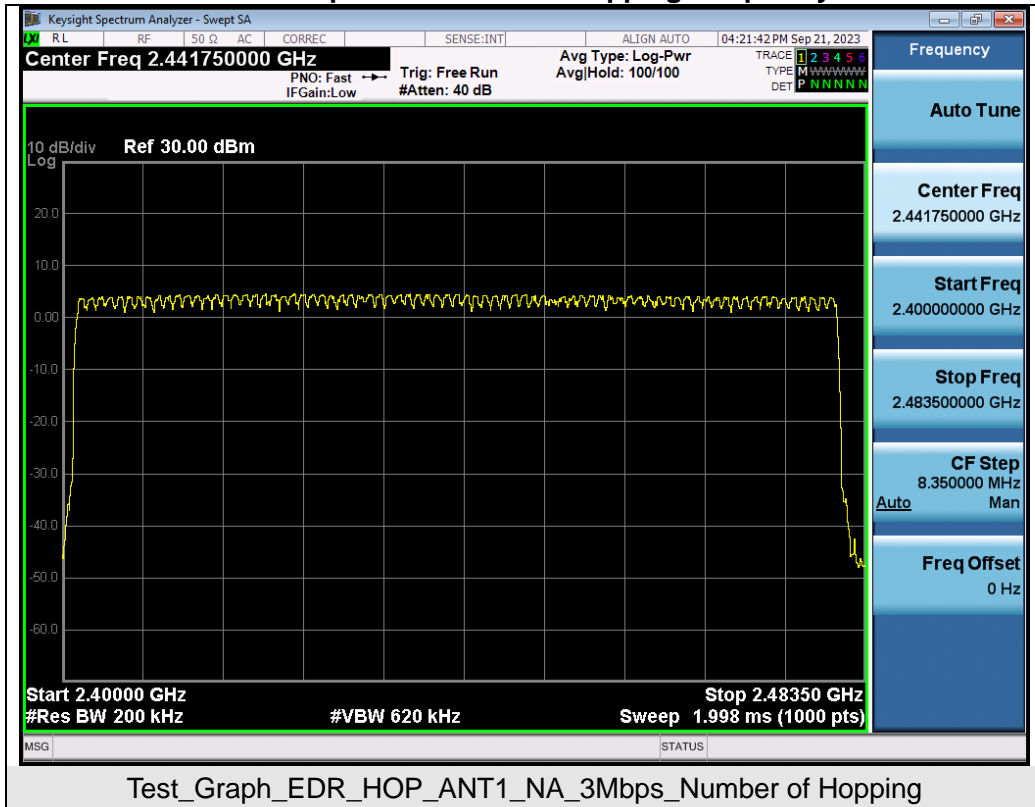 Keysight Spectrum Analyzer - Swept SA
LXI RL RF 50 Ω AC CORREC SENSE:INT ALIGN AUTO 04:21:42 PM Sep 21, 2023
Center Freq 2.441750000 GHz
PNO: Fast
IFGain:Low
Trig: Free Run
#Atten: 40 dB
Avg Type: Log-Pwr
Avg|Hold: 100/100
TRACE 1 2 3 4 5 6
TYPE M WWWWW
DET P N N N N N
10 dB/div Ref 30.00 dBm
Log
20.0
10.0
0.00
-10.0
-20.0
-30.0
-40.0
-50.0
-60.0
Start 2.40000 GHz Stop 2.48350 GHz
#Res BW 200 kHz #VBW 620 kHz Sweep 1.998 ms (1000 pts)
MSG STATUS
Frequency
Auto Tune
Center Freq
2.441750000 GHz
Start Freq
2.400000000 GHz
Stop Freq
2.483500000 GHz
CF Step
8.350000 MHz
Auto Man
Freq Offset
0 Hz
Test_Graph_EDR_HOP_ANT1_NA_3Mbps_Number of Hopping